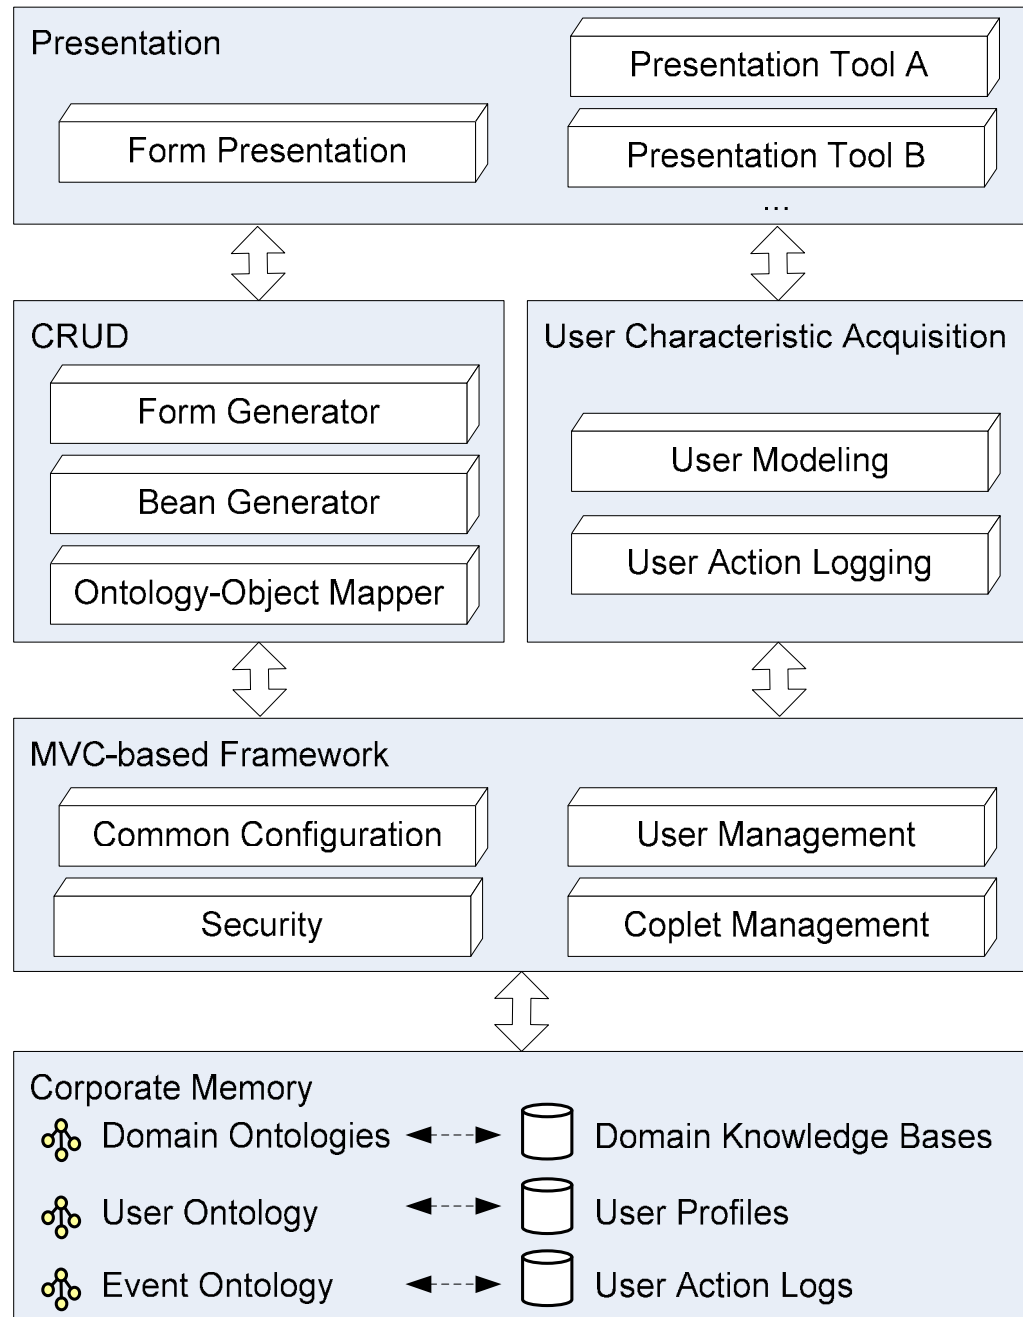 Presentation
Presentation Tool A
Form Presentation
Presentation Tool B
...
CRUD
Form Generator
Bean Generator
Ontology-Object Mapper
User Characteristic Acquisition
User Modeling
User Action Logging
MVC-based Framework
Common Configuration
User Management
Security
Coplet Management
Corporate Memory
Domain Ontologies
Domain Knowledge Bases
User Ontology
User Profiles
Event Ontology
User Action Logs